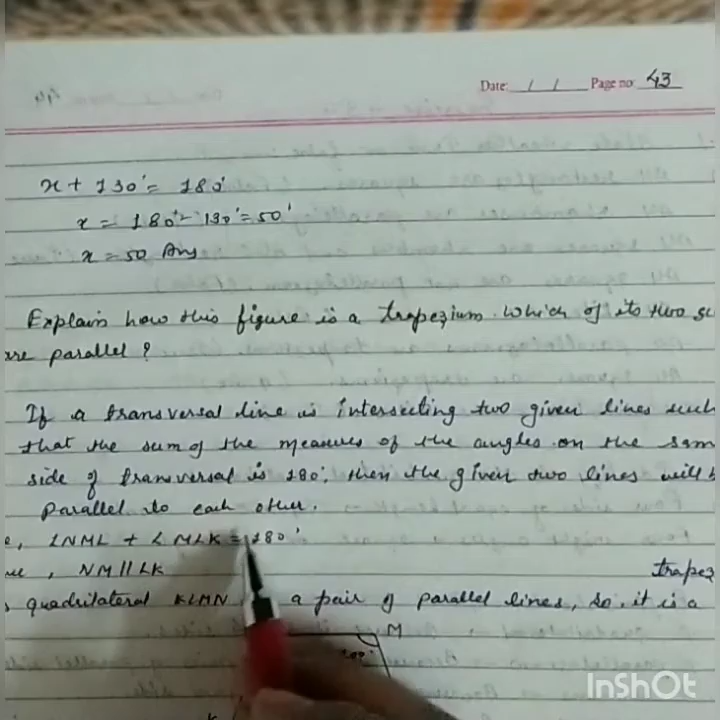 Date: / / Page no: 43
x + 130° = 180°
x = 180° - 130° = 50°
x = 50 Ans
Explain how this figure is a trapezium. Which of its two
are parallel?
If a transversal line is intersecting two given lines such
that the sum of the measures of the angles on the sam
side of transversal is 180°, then the given two lines will b
Parallel to each other.
∠NML + ∠MLK = 180°
NM || LK
trapez
quadrilateral KLMN a pair of parallel lines, so, it is a
M
InShOt